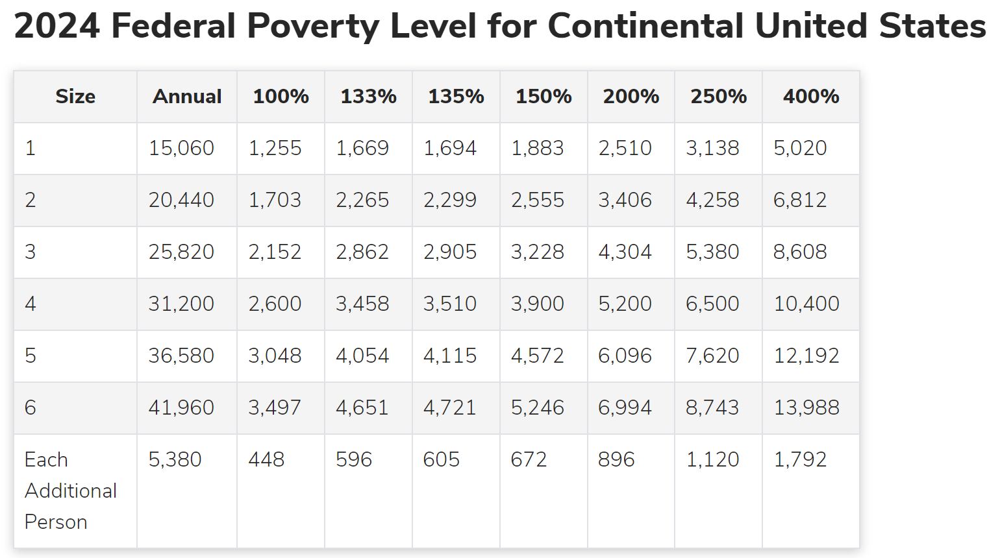 2024 Federal Poverty Level for Continental United States
Size Annual 100% 133% 135% 150% 200% 250% 400%
1 15,060 1,255 1,669 1,694 1,883 2,510 3,138 5,020
2 20,440 1,703 2,265 2,299 2,555 3,406 4,258 6,812
3 25,820 2,152 2,862 2,905 3,228 4,304 5,380 8,608
4 31,200 2,600 3,458 3,510 3,900 5,200 6,500 10,400
5 36,580 3,048 4,054 4,115 4,572 6,096 7,620 12,192
6 41,960 3,497 4,651 4,721 5,246 6,994 8,743 13,988
Each 5,380 448 596 605 672 896 1,120 1,792
Additional
Person